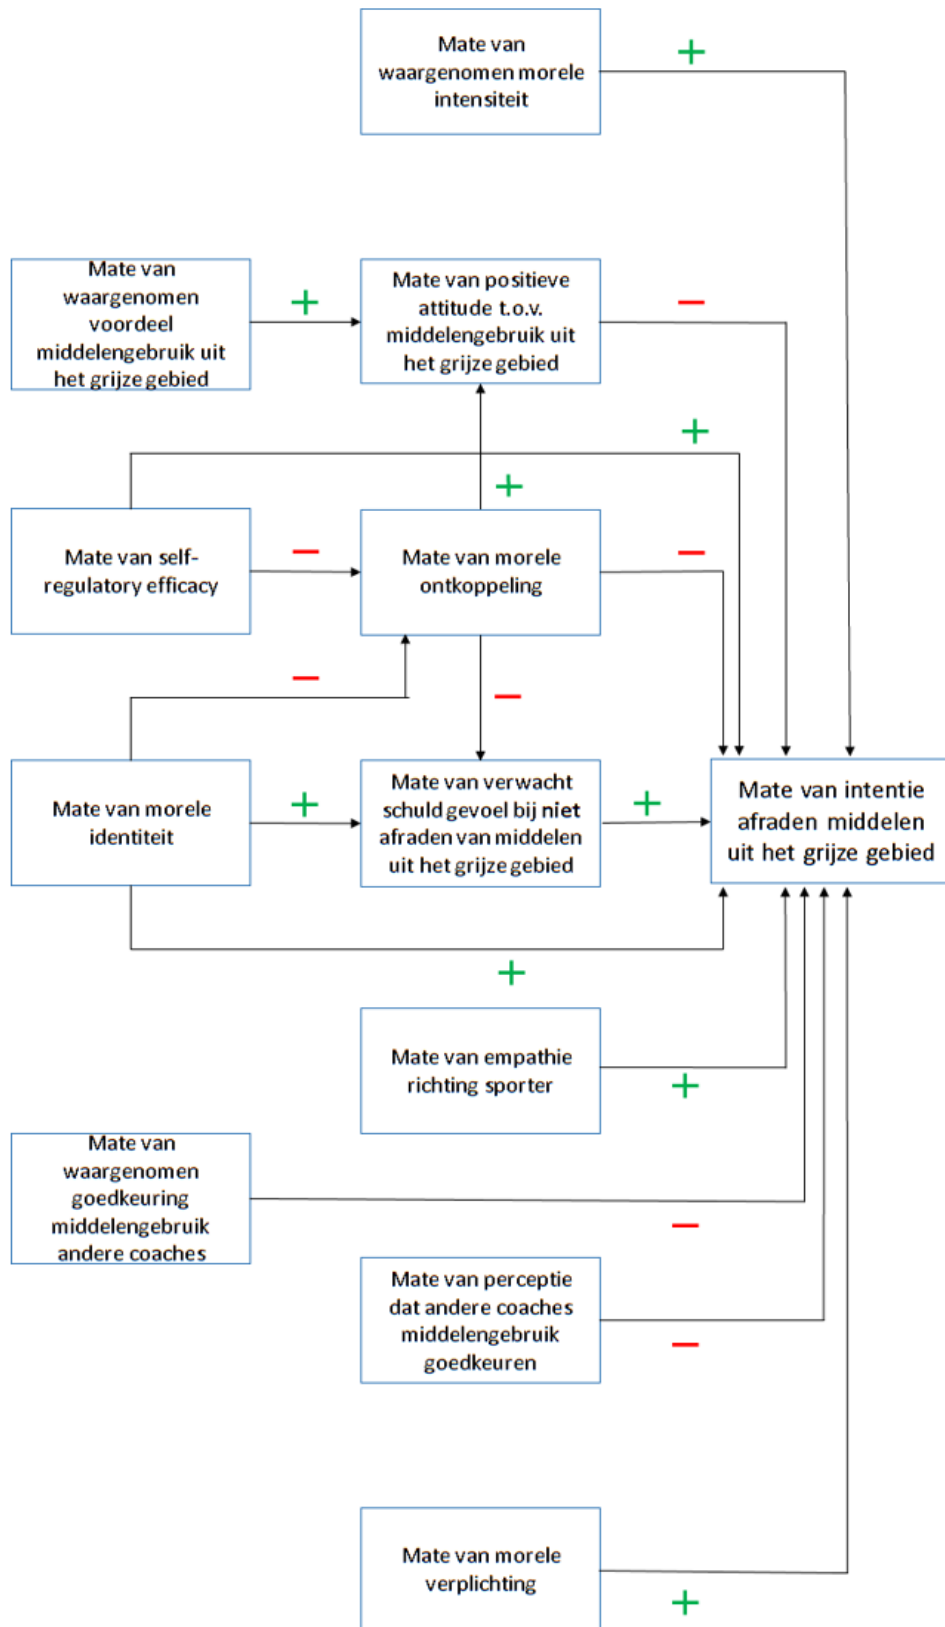 Mate van
waargenomen morele
intensiteit
+
Mate van
waargenomen
voordeel
middelengebruik uit
het grijze gebied
+
Mate van positieve
attitude t.o.v.
middelengebruik uit
het grijze gebied
−
+
+
Mate van self-
regulatory efficacy
−
Mate van morele
ontkoppeling
−
−
−
Mate van morele
identiteit
+
Mate van verwacht
schuld gevoel bij niet
afraden van middelen
uit het grijze gebied
+
Mate van intentie
afraden middelen
uit het grijze gebied
+
Mate van empathie
richting sporter
+
Mate van
waargenomen
goedkeuring
middelengebruik
andere coaches
−
Mate van perceptie
dat andere coaches
middelengebruik
goedkeuren
−
Mate van morele
verplichting
+